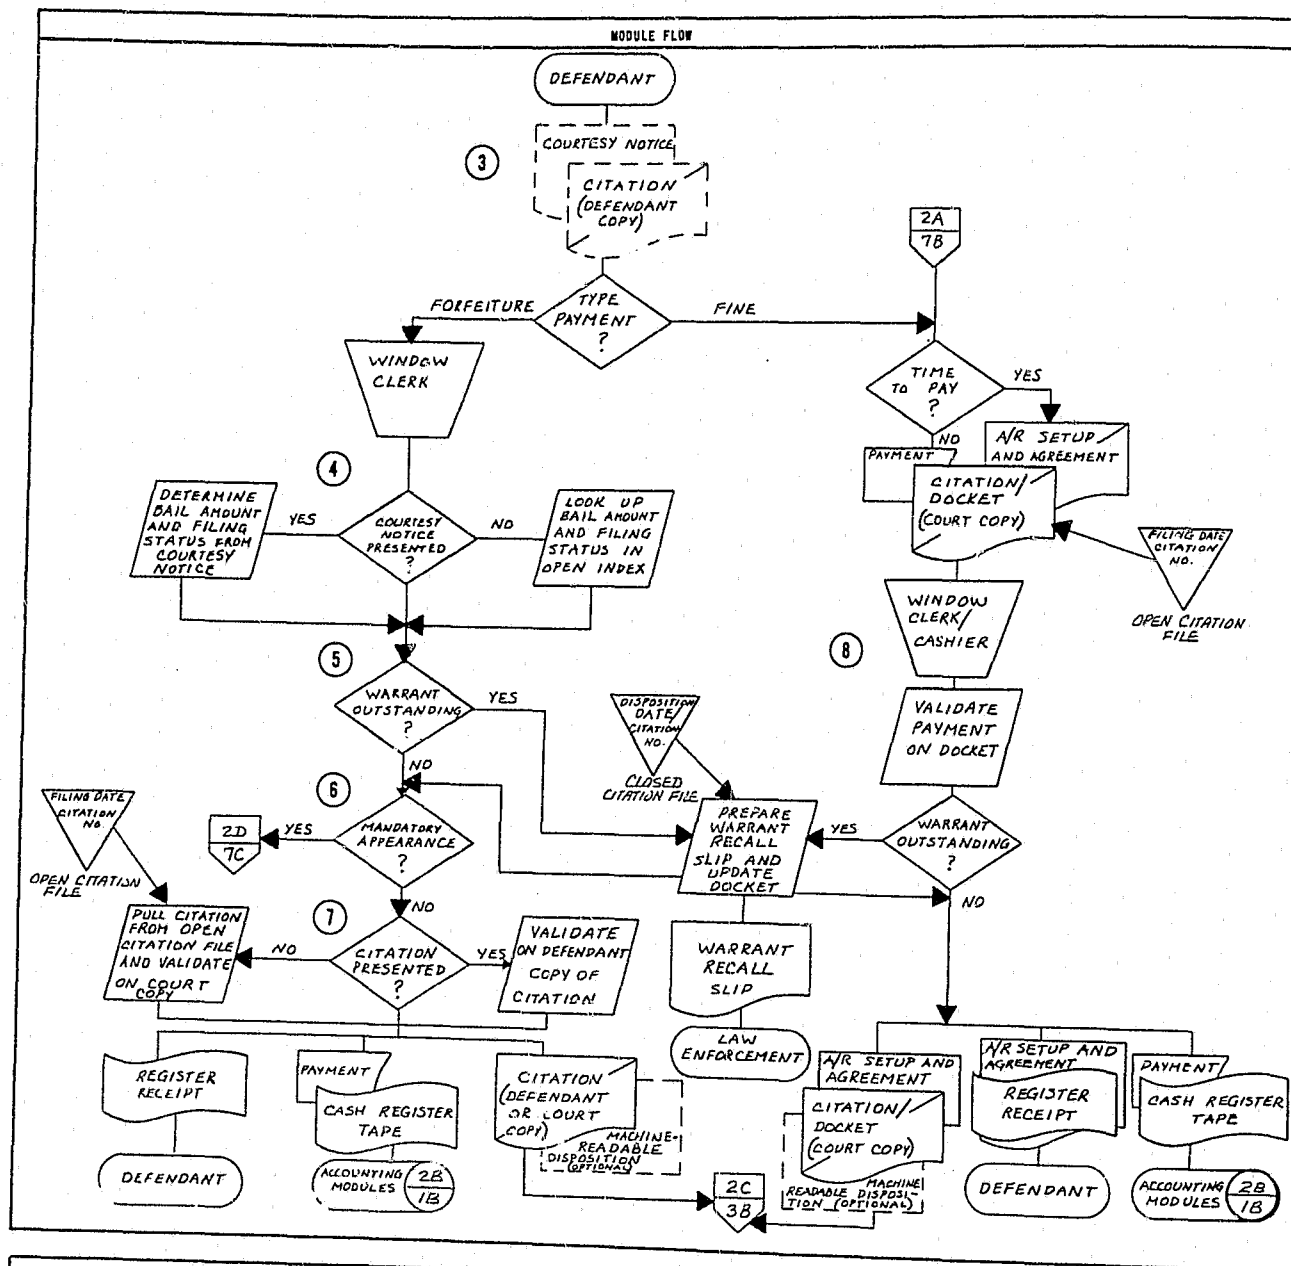 MODULE FLOW
DEFENDANT
3
COURTESY NOTICE
CITATION
(DEFENDANT
COPY)
2A
7B
TYPE
PAYMENT
?
FORFEITURE
FINE
WINDOW
CLERK
TIME
TO PAY
?
YES
NO
A/R SETUP
AND AGREEMENT
PAYMENT
CITATION/
DOCKET
(COURT COPY)
FILING DATE
CITATION
NO.
OPEN CITATION
FILE
4
DETERMINE
BAIL AMOUNT
AND FILING
STATUS FROM
COURTESY
NOTICE
YES
COURTESY
NOTICE
PRESENTED
?
NO
LOOK UP
BAIL AMOUNT
AND FILING
STATUS IN
OPEN INDEX
WINDOW
CLERK/
CASHIER
8
5
WARRANT
OUTSTANDING
?
YES
NO
DISPOSITION
DATE/
CITATION
NO.
CLOSED
CITATION FILE
VALIDATE
PAYMENT
ON DOCKET
6
FILING DATE
CITATION
NO.
OPEN CITATION
FILE
2D
7C
YES
MANDATORY
APPEARANCE
?
NO
PREPARE
WARRANT
RECALL
SLIP AND
UPDATE
DOCKET
YES
WARRANT
OUTSTANDING
?
NO
7
PULL CITATION
FROM OPEN
CITATION FILE
AND VALIDATE
ON COURT
COPY
NO
CITATION
PRESENTED
?
YES
VALIDATE
ON DEFENDANT
COPY OF
CITATION
WARRANT
RECALL
SLIP
LAW
ENFORCEMENT
REGISTER
RECEIPT
DEFENDANT
PAYMENT
CASH REGISTER
TAPE
ACCOUNTING
MODULES
2B
1B
CITATION
(DEFENDANT
OR COURT
COPY)
MACHINE-
READABLE
DISPOSITION
(OPTIONAL)
2C
3B
A/R SETUP AND
AGREEMENT
CITATION/
DOCKET
(COURT COPY)
MACHINE
READABLE DISPOSI-
TION (OPTIONAL)
A/R SETUP AND
AGREEMENT
REGISTER
RECEIPT
DEFENDANT
PAYMENT
CASH REGISTER
TAPE
ACCOUNTING
MODULES
2B
1B